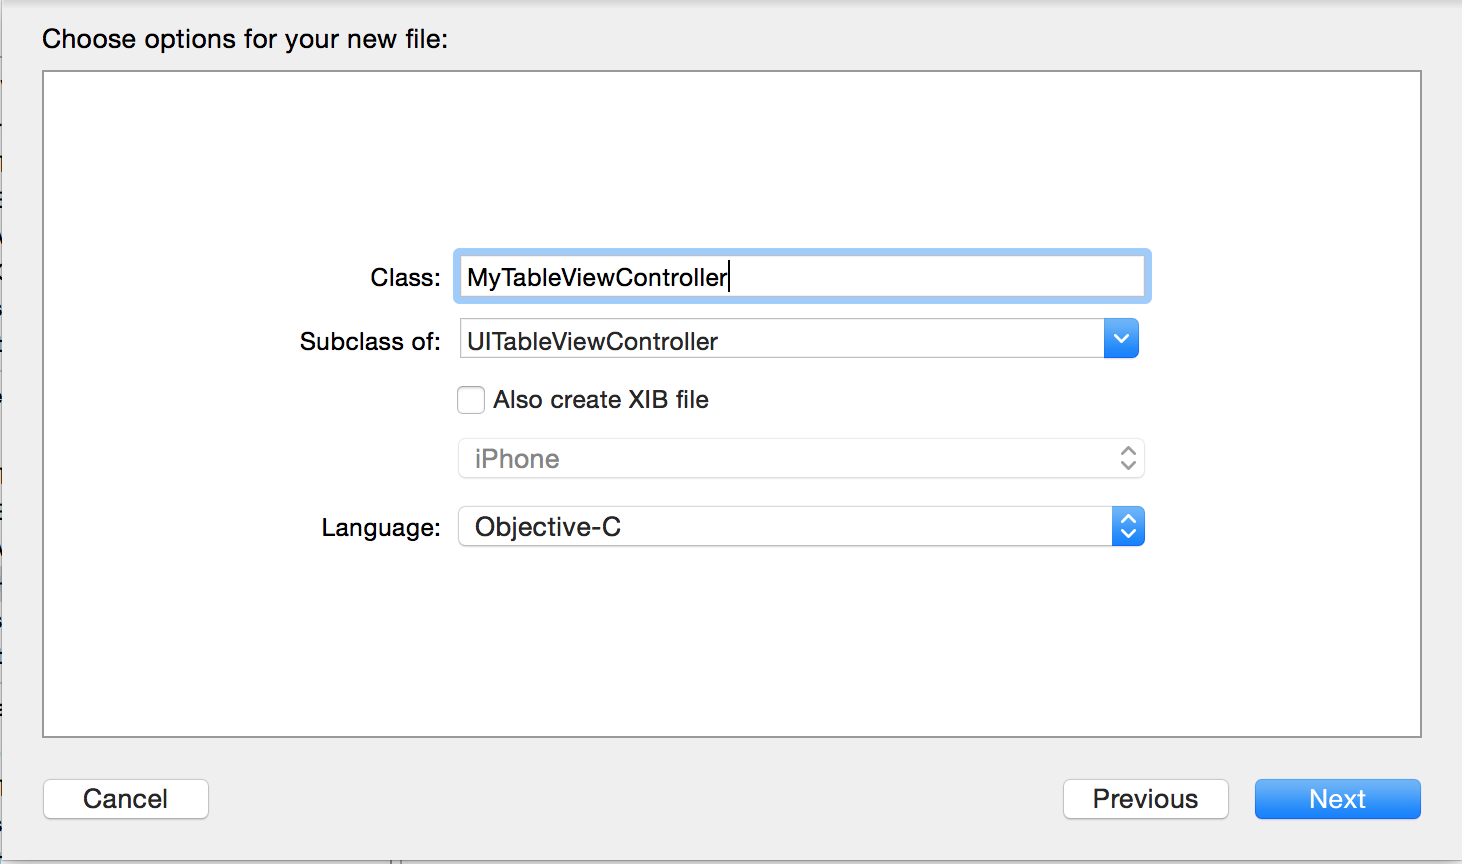 Choose options for your new file:
Class: MyTableViewController
Subclass of: UITableViewController
Also create XIB file
iPhone
Language: Objective-C
Cancel Previous Next